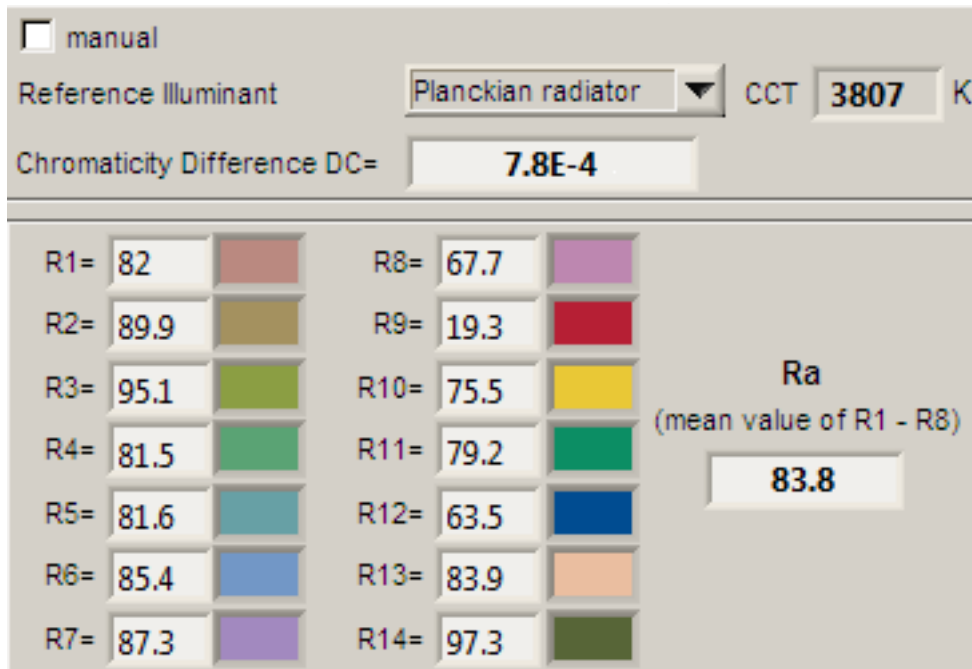 manual
Reference Illuminant Planckian radiator CCT 3807 K
Chromaticity Difference DC= 7.8E-4
R1= 82 R8= 67.7
R2= 89.9 R9= 19.3
R3= 95.1 R10= 75.5
Ra
(mean value of R1 - R8)
R4= 81.5 R11= 79.2
83.8
R5= 81.6 R12= 63.5
R6= 85.4 R13= 83.9
R7= 87.3 R14= 97.3